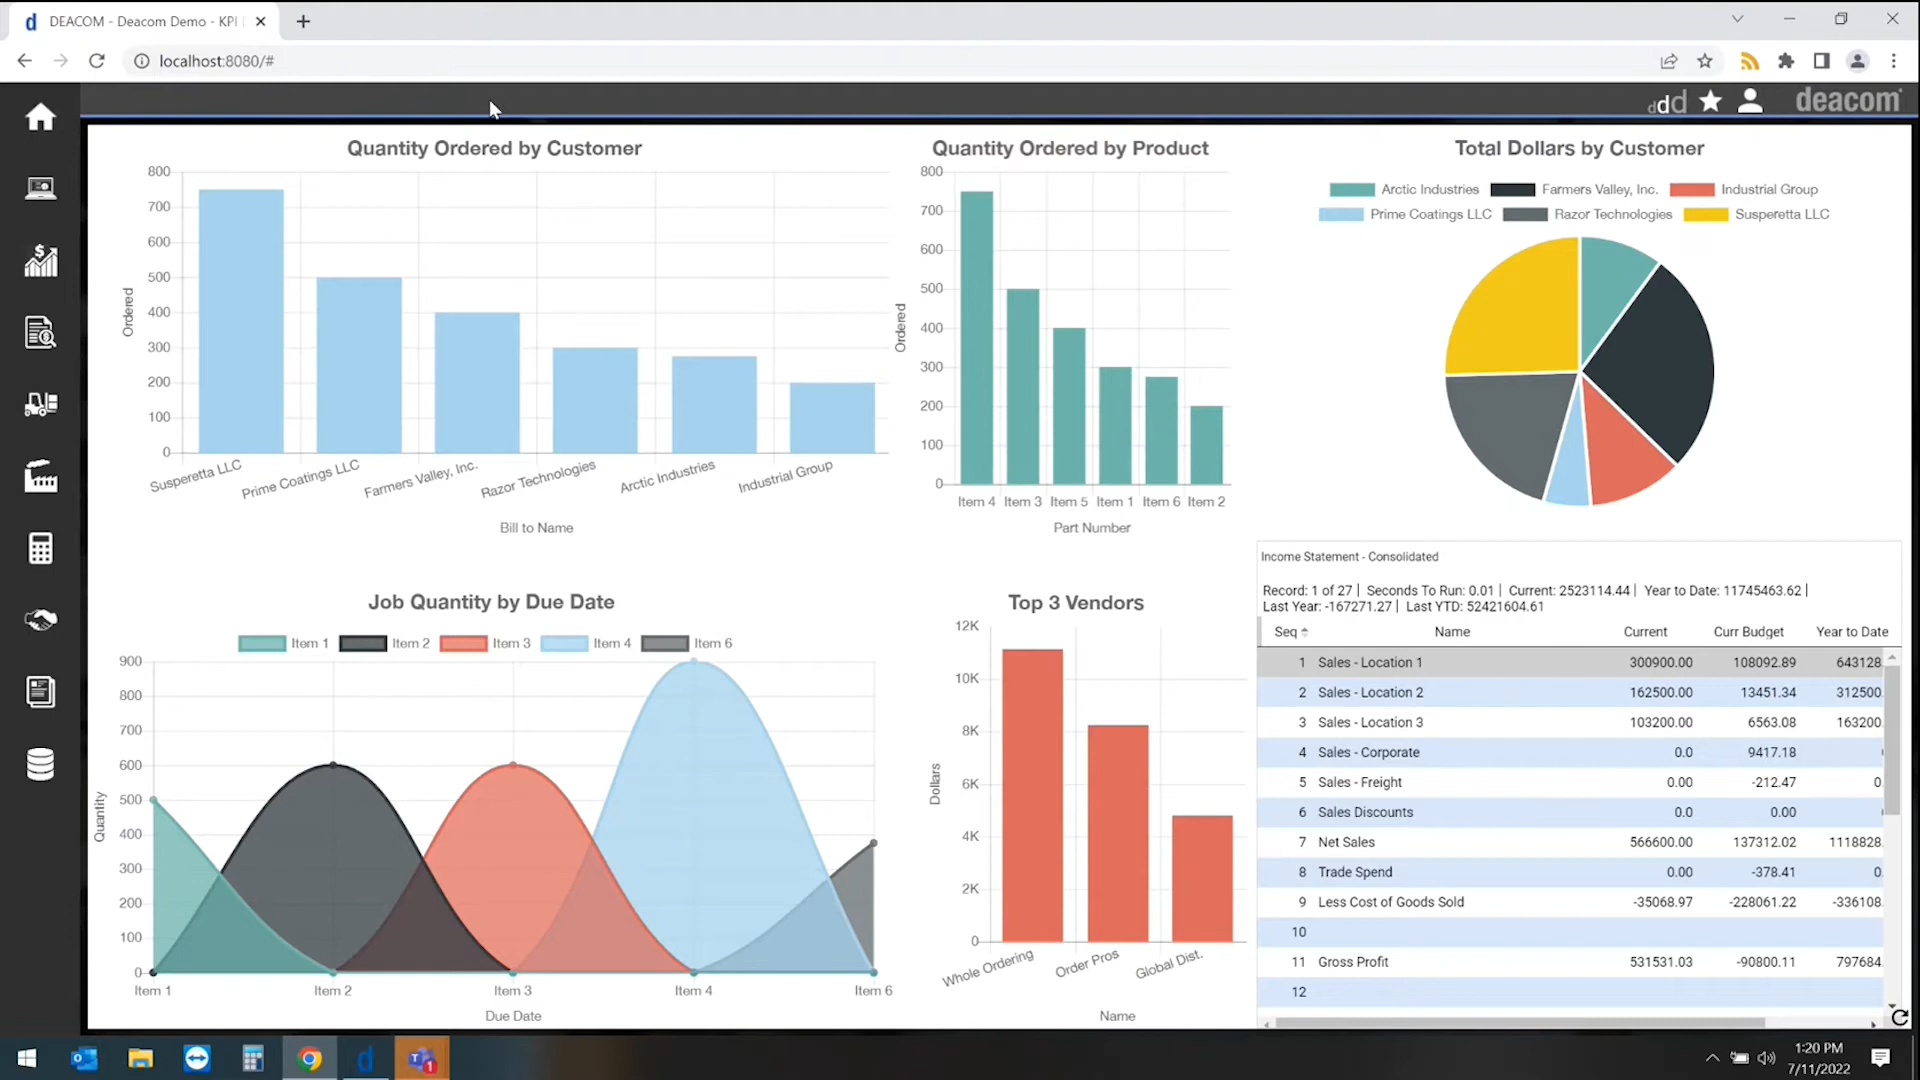 DEACOM - Deacom Demo - KPI
localhost:8080/#
ddd deacom
Quantity Ordered by Customer
800
700
600
500
400
300
200
100
0
Ordered
Susperetta LLC
Prime Coatings LLC
Farmers Valley, Inc.
Razor Technologies
Arctic Industries
Industrial Group
Bill to Name
Quantity Ordered by Product
800
700
600
500
400
300
200
100
0
Ordered
Item 4 Item 3 Item 5 Item 1 Item 6 Item 2
Part Number
Total Dollars by Customer
Arctic Industries Farmers Valley, Inc. Industrial Group
Prime Coatings LLC Razor Technologies Susperetta LLC
Job Quantity by Due Date
Item 1 Item 2 Item 3 Item 4 Item 6
900
800
700
600
500
400
300
200
100
0
Quantity
Item 1 Item 2 Item 3 Item 4 Item 6
Due Date
Top 3 Vendors
12K
10K
8K
6K
4K
2K
0
Dollars
Whole Ordering
Order Pros
Global Dist.
Name
Income Statement - Consolidated
Record: 1 of 27 | Seconds To Run: 0.01 | Current: 2523114.44 | Year to Date: 11745463.62 |
Last Year: -167271.27 | Last YTD: 52421604.61
Seq Name Current Curr Budget Year to Date
1 Sales - Location 1 300900.00 108092.89 643128
2 Sales - Location 2 162500.00 13451.34 312500.
3 Sales - Location 3 103200.00 6563.08 163200.
4 Sales - Corporate 0.0 9417.18
5 Sales - Freight 0.00 -212.47 0.
6 Sales Discounts 0.0 0.00
7 Net Sales 566600.00 137312.02 1118828.
8 Trade Spend 0.00 -378.41 0.
9 Less Cost of Goods Sold -35068.97 -228061.22 -336108.
10
11 Gross Profit 531531.03 -90800.11 797684.
12
1:20 PM
7/11/2022